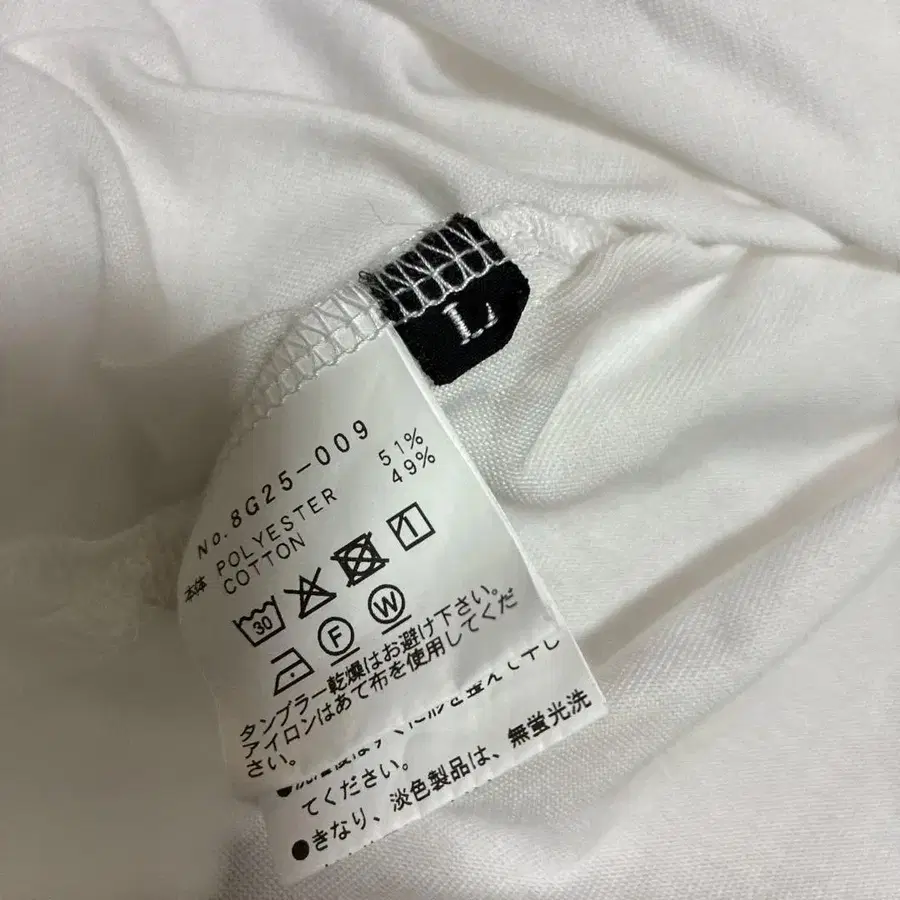 L
No.8G25-009
本体 POLYESTER 51%
COTTON 49%
30
F W
タンブラー乾燥はお避け下さい。
アイロンはあて布を使用してくだ
さい。
てください。
●きなり、淡色製品は、無蛍光洗